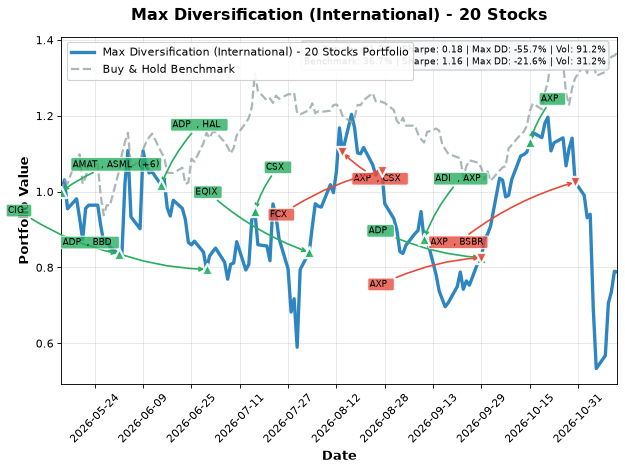 Max Diversification (International) - 20 Stocks
Max Diversification (International) - 20 Stocks Portfolio
Buy & Hold Benchmark
Sharpe: 0.18 | Max DD: -55.7% | Vol: 91.2%
Benchmark: 36.7% | Sharpe: 1.16 | Max DD: -21.6% | Vol: 31.2%
1.4
1.2
1.0
0.8
0.6
Portfolio Value
AXP
ADP , HAL
AMAT , ASML (+6)
CSX
AXP , CSX
ADI , AXP
EQIX
CIG
FCX
ADP
ADP , BBD
AXP , BSBR
AXP
2026-05-24
2026-06-09
2026-06-25
2026-07-11
2026-07-27
2026-08-12
2026-08-28
2026-09-13
2026-09-29
2026-10-15
2026-10-31
Date